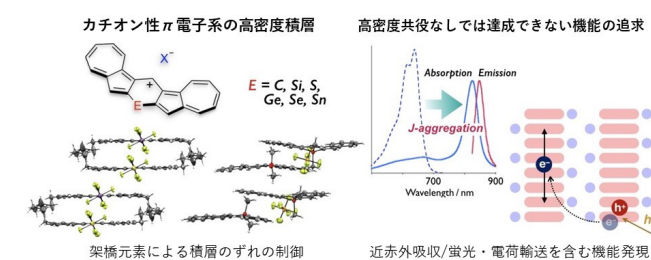 カチオン性π電子系の高密度積層
高密度共役なしでは達成できない機能の追求
X⁻
+
E
E = C, Si, S,
Ge, Se, Sn
Absorption Emission
J-aggregation
700
900
Wavelength / nm
e⁻
h⁺
e⁻
h
架橋元素による積層のずれの制御
近赤外吸収/蛍光・電荷輸送を含む機能発現